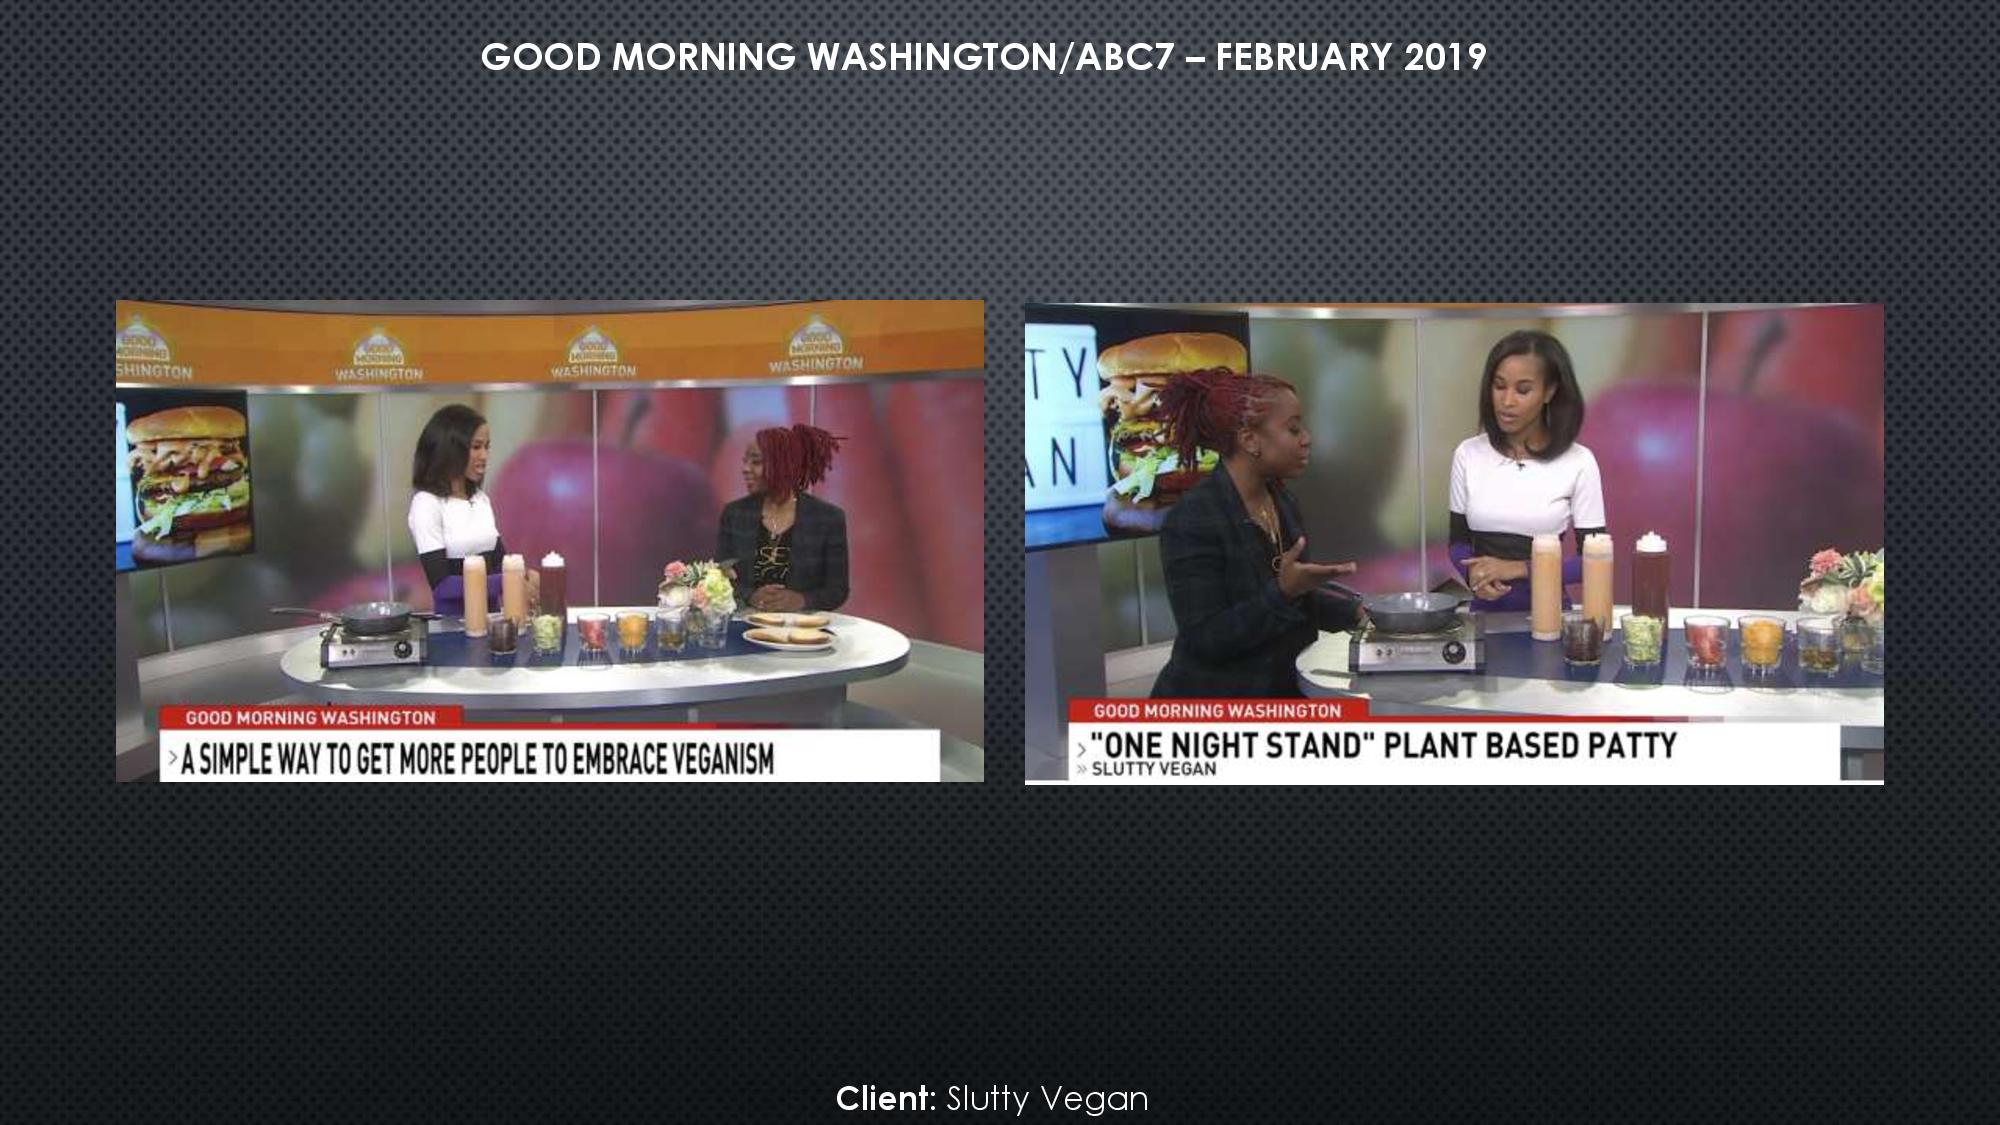 GOOD MORNING WASHINGTON/ABC7 – FEBRUARY 2019
GOOD MORNING
SHINGTON
GOOD MORNING
WASHINGTON
GOOD MORNING
WASHINGTON
GOOD MORNING
WASHINGTON
GOOD MORNING WASHINGTON
A SIMPLE WAY TO GET MORE PEOPLE TO EMBRACE VEGANISM
TY
AN
GOOD MORNING WASHINGTON
"ONE NIGHT STAND" PLANT BASED PATTY
SLUTTY VEGAN
Client: Slutty Vegan